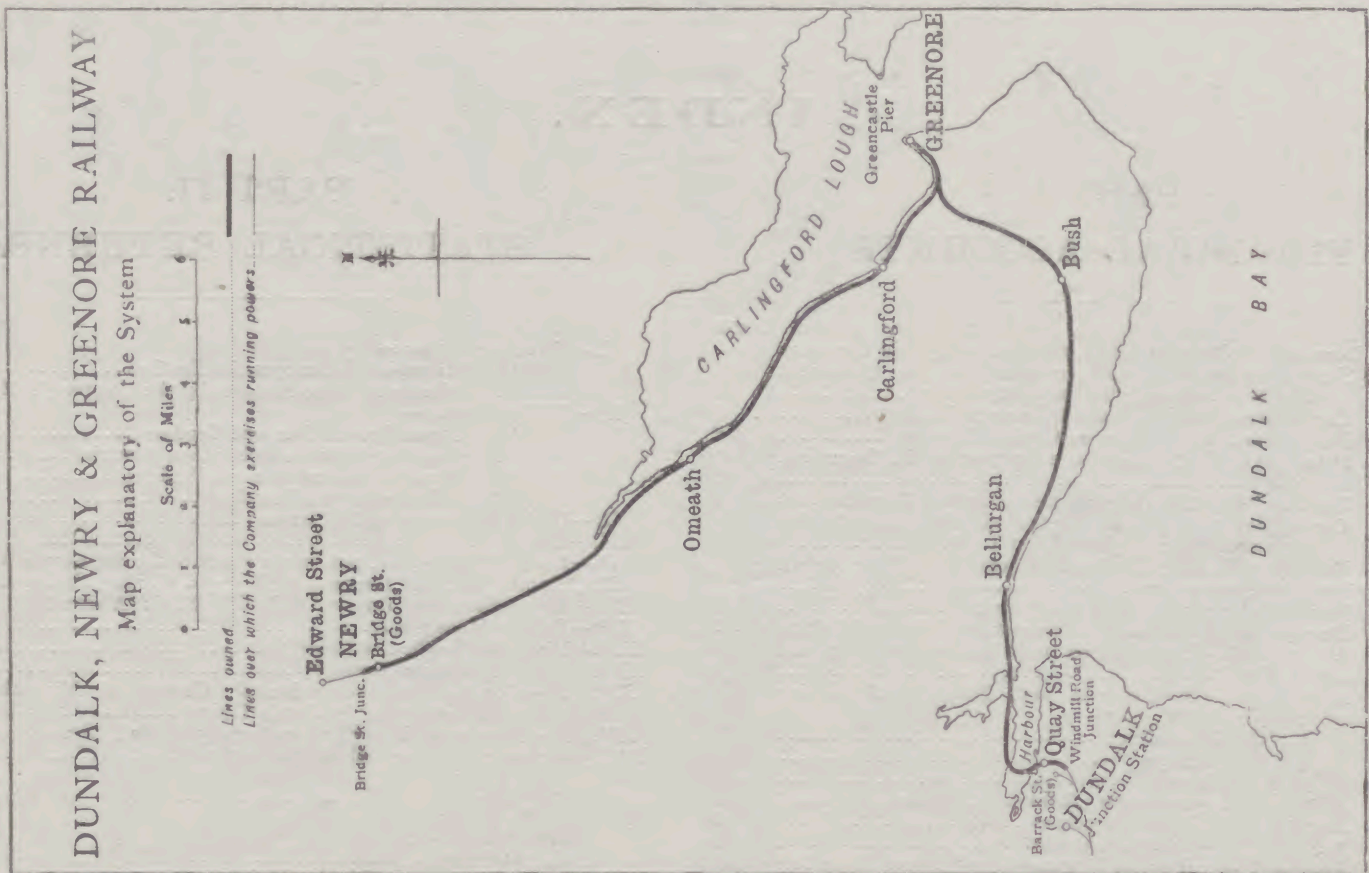 DUNDALK, NEWRY & GREENORE RAILWAY
Map explanatory of the System
Scale of Miles
0 1 2 3 4 5 6
Lines owned
Lines over which the Company exercises running powers
N
Edward Street
NEWRY
Bridge St.
(Goods)
Bridge St. Junc.
Omeath
CARLINGFORD LOUGH
Carlingford
Greencastle
Pier
GREENORE
Bush
Bellurgan
Harbour
Quay Street
Windmill Road
Junction
Barrack St.
(Goods)
DUNDALK
Junction Station
DUNDALK BAY